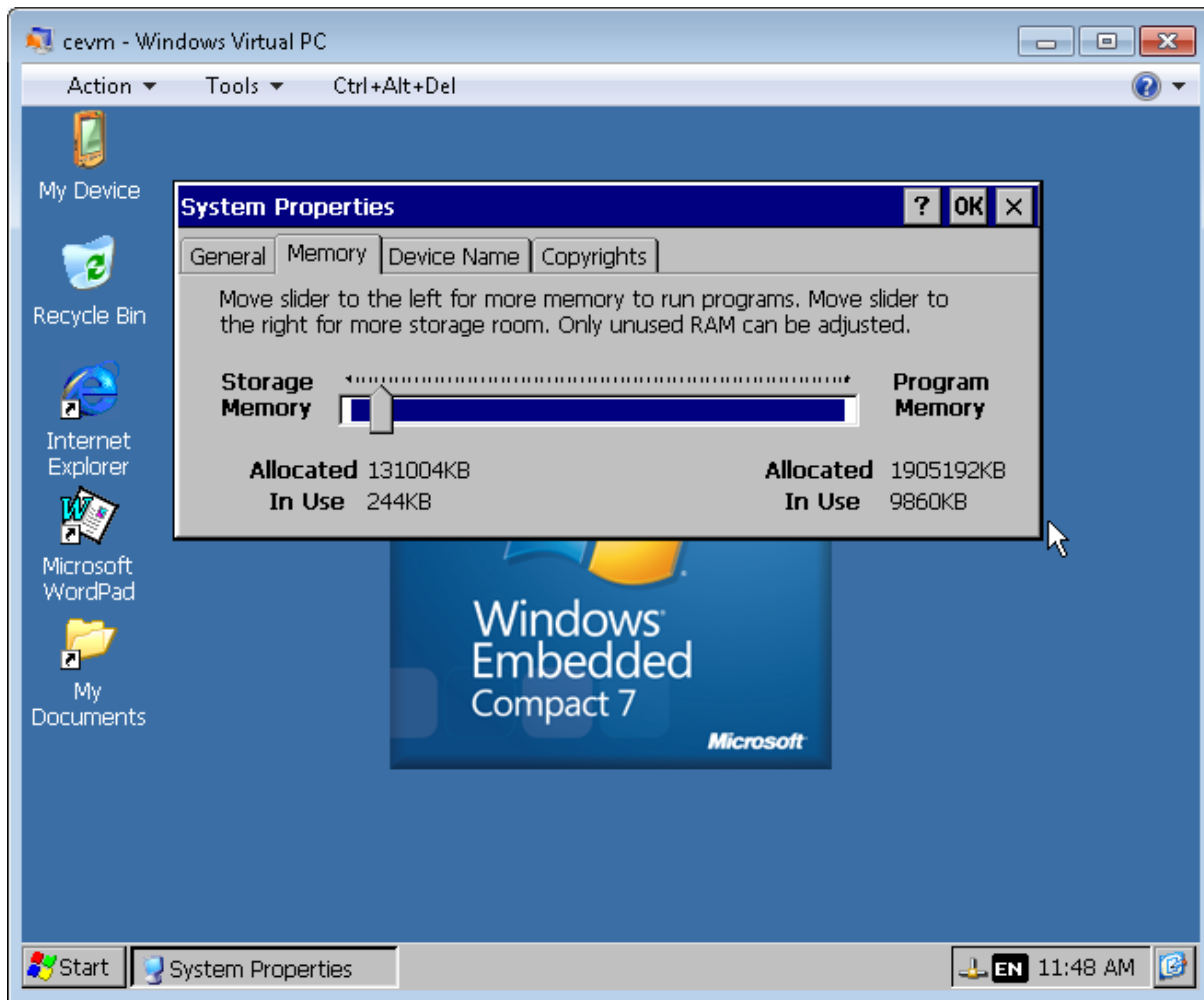 cevm - Windows Virtual PC
Action Tools Ctrl+Alt+Del
My Device
Recycle Bin
Internet
Explorer
Microsoft
WordPad
My
Documents
System Properties ? OK
General Memory Device Name Copyrights
Move slider to the left for more memory to run programs. Move slider to
the right for more storage room. Only unused RAM can be adjusted.
Storage
Memory
Program
Memory
Allocated 131004KB
In Use 244KB
Allocated 1905192KB
In Use 9860KB
Windows
Embedded
Compact 7
Microsoft
Start System Properties EN 11:48 AM